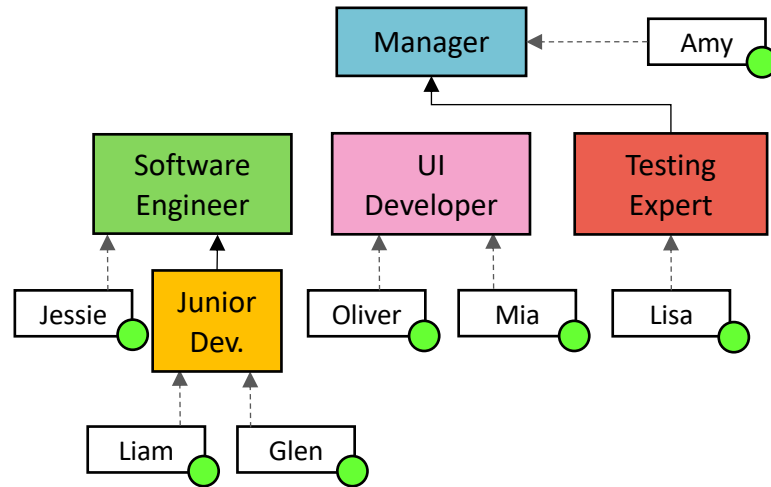 Manager
Amy
Software
Engineer
UI
Developer
Testing
Expert
Jessie
Junior
Dev.
Oliver
Mia
Lisa
Liam
Glen